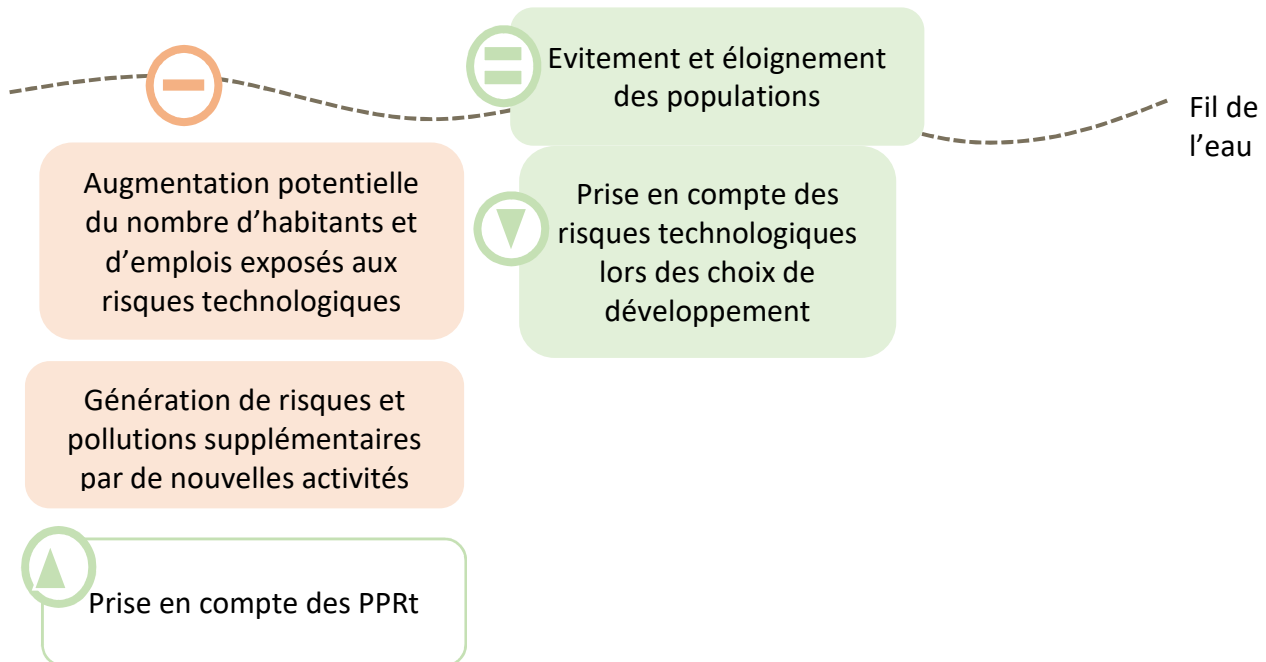 Evitement et éloignement
des populations
Fil de
l’eau
Augmentation potentielle
du nombre d’habitants et
d’emplois exposés aux
risques technologiques
Prise en compte des
risques technologiques
lors des choix de
développement
Génération de risques et
pollutions supplémentaires
par de nouvelles activités
Prise en compte des PPRt